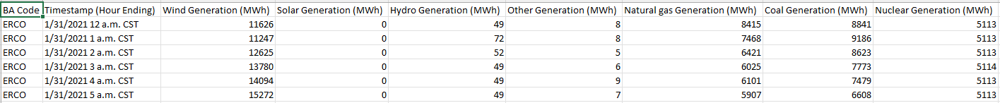 BA Code Timestamp (Hour Ending) Wind Generation (MWh) Solar Generation (MWh) Hydro Generation (MWh) Other Generation (MWh) Natural gas Generation (MWh) Coal Generation (MWh) Nuclear Generation (MWh)
ERCO 1/31/2021 12 a.m. CST 11626 0 49 8 8415 8841 5113
ERCO 1/31/2021 1 a.m. CST 11247 0 72 8 7468 9186 5113
ERCO 1/31/2021 2 a.m. CST 12625 0 52 5 6421 8623 5113
ERCO 1/31/2021 3 a.m. CST 13780 0 49 6 6025 7773 5114
ERCO 1/31/2021 4 a.m. CST 14094 0 49 9 6101 7479 5113
ERCO 1/31/2021 5 a.m. CST 15272 0 49 7 5907 6608 5113